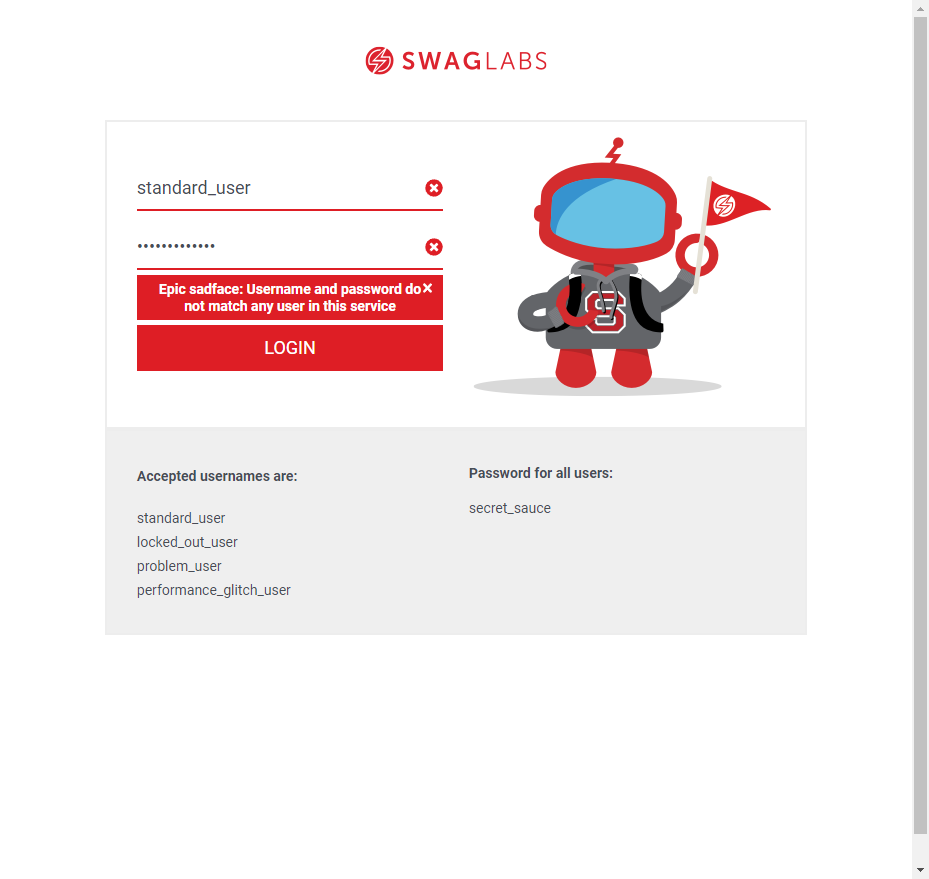 SWAGLABS
standard_user
•••••••••••••
Epic sadface: Username and password do
not match any user in this service
LOGIN
Accepted usernames are:
standard_user
locked_out_user
problem_user
performance_glitch_user
Password for all users:
secret_sauce
S